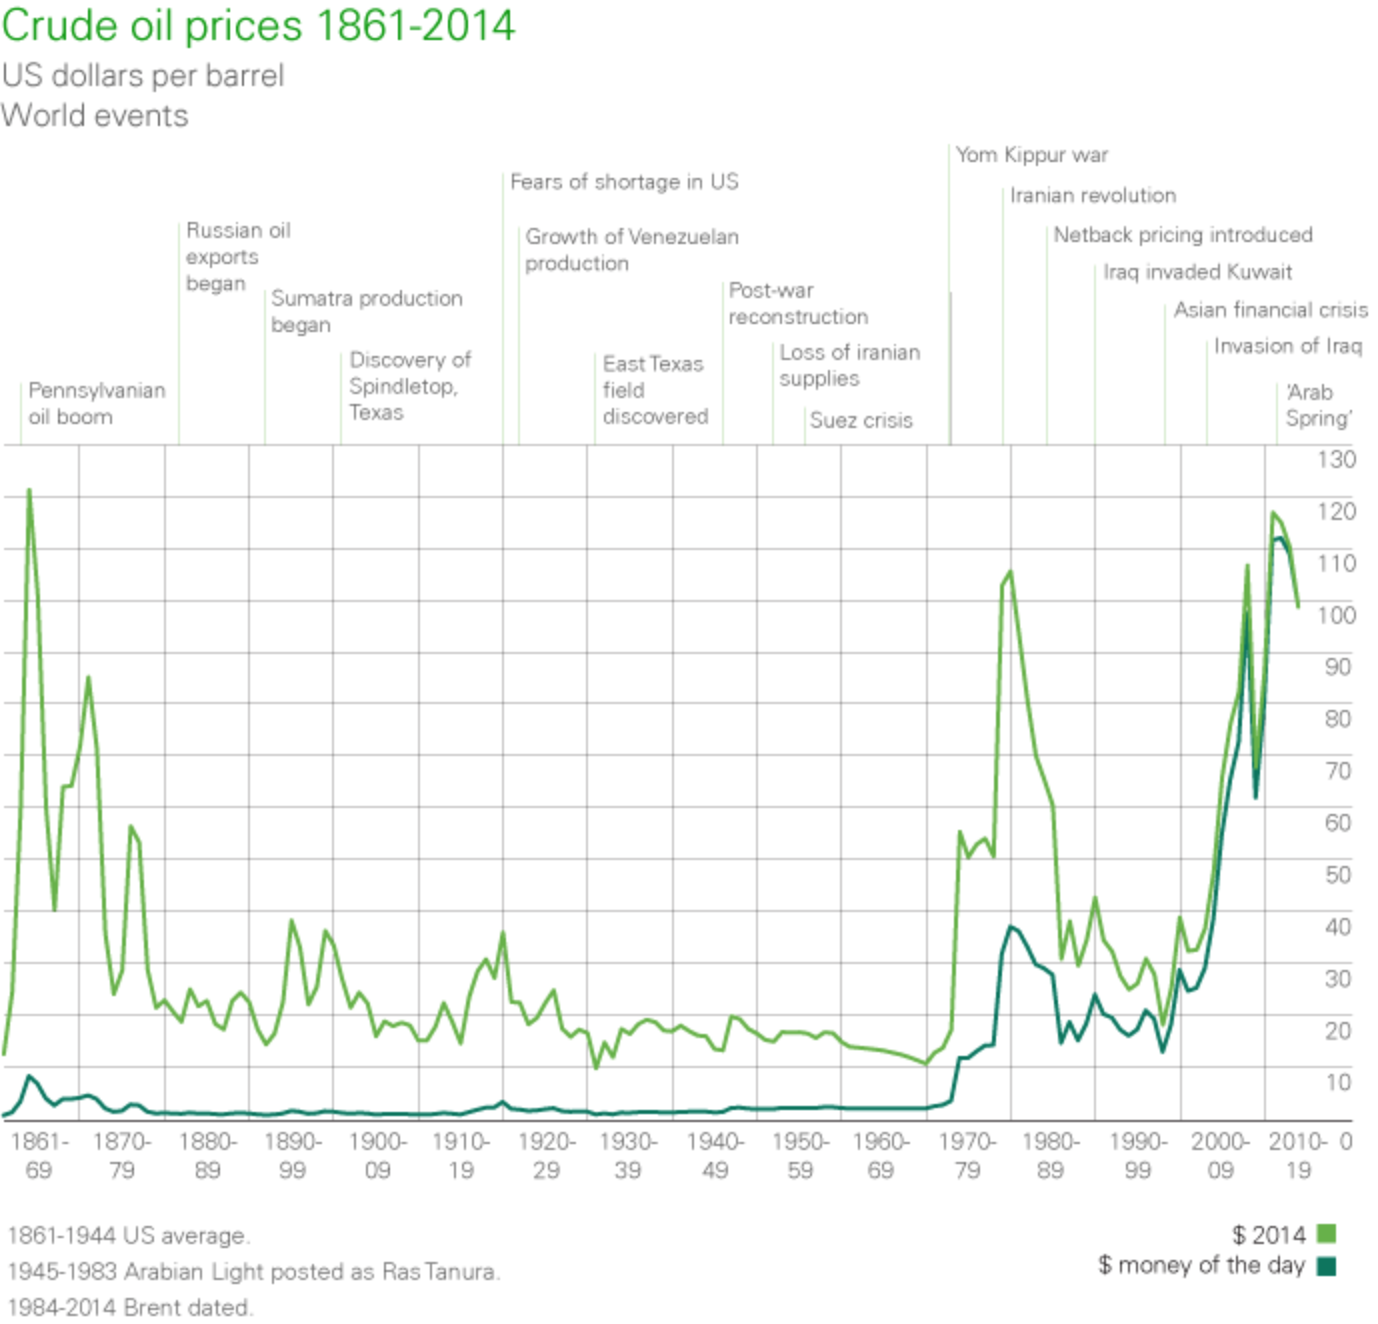 Crude oil prices 1861-2014
US dollars per barrel
World events
Yom Kippur war
Fears of shortage in US
Iranian revolution
Russian oil
exports
began
Growth of Venezuelan
production
Netback pricing introduced
Iraq invaded Kuwait
Sumatra production
began
Post-war
reconstruction
Asian financial crisis
Discovery of
Spindletop,
Texas
East Texas
field
discovered
Loss of iranian
supplies
Invasion of Iraq
Pennsylvanian
oil boom
Suez crisis
'Arab
Spring'
130
120
110
100
90
80
70
60
50
40
30
20
10
0
1861-
69
1870-
79
1880-
89
1890-
99
1900-
09
1910-
19
1920-
29
1930-
39
1940-
49
1950-
59
1960-
69
1970-
79
1980-
89
1990-
99
2000-
09
2010-
19
1861-1944 US average.
1945-1983 Arabian Light posted as Ras Tanura.
1984-2014 Brent dated.
$ 2014
$ money of the day